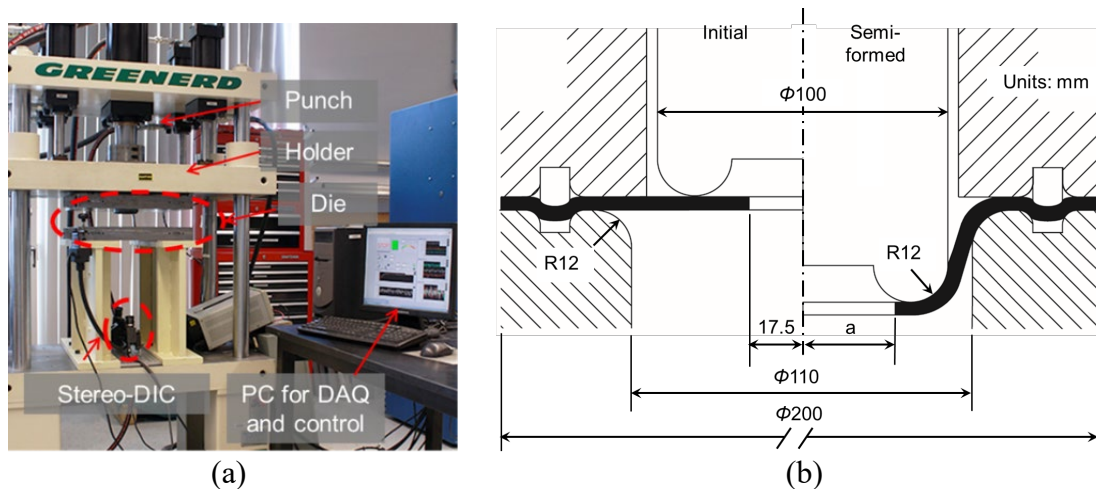 GREENERD
Punch
Holder
Die
Stereo-DIC
PC for DAQ
and control
(a)
Initial
Semi-
formed
Units: mm
Φ100
R12
R12
17.5
a
Φ110
Φ200
(b)